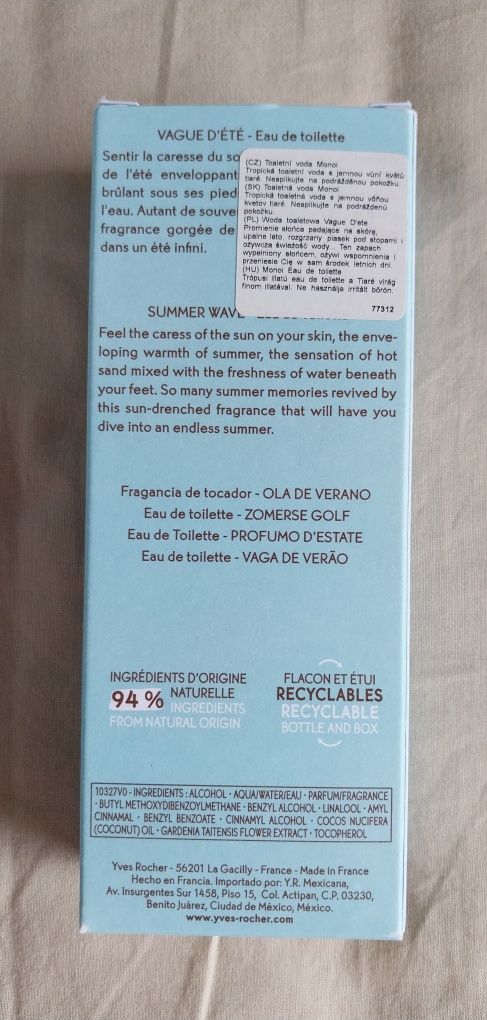 VAGUE D'ÉTÉ - Eau de toilette
Sentir la caresse du so
de l'été enveloppant
brûlant sous ses pied
l'eau. Autant de souve
fragrance gorgée de
dans un été infini.
(CZ) Toaletní voda Monoi
Tropická toaletní voda s jemnou vůní květů
tiaré. Neaplikujte na podrážděnou pokožku.
(SK) Toaletná voda Monoi
Tropická toaletná voda s jemnou vôňou
kvetov tiaré. Neaplikujte na podráždenú
pokožku.
(PL) Woda toaletowa Vague D'ete
Promienie słońca padające na skórę,
upalne lato, rozgrzany piasek pod stopami i
ożywcza świeżość wody... Ten zapach
wypełniony słońcem, ożywi wspomnienia i
przeniesie Cię w sam środek letnich dni.
(HU) Monoi Eau de toilette
Trópusi illatú eau de toilette a Tiaré virág
finom illatával. Ne használja irritált bőrön.
77312
SUMMER WAVE
Feel the caress of the sun on your skin, the enve-
loping warmth of summer, the sensation of hot
sand mixed with the freshness of water beneath
your feet. So many summer memories revived by
this sun-drenched fragrance that will have you
dive into an endless summer.
Fragancia de tocador - OLA DE VERANO
Eau de toilette - ZOMERSE GOLF
Eau de Toilette - PROFUMO D'ESTATE
Eau de toilette - VAGA DE VERÃO
INGRÉDIENTS D'ORIGINE
94 % NATURELLE
INGREDIENTS
FROM NATURAL ORIGIN
FLACON ET ÉTUI
RECYCLABLES
RECYCLABLE
BOTTLE AND BOX
10327V0 - INGREDIENTS : ALCOHOL · AQUA/WATER/EAU · PARFUM/FRAGRANCE
· BUTYL METHOXYDIBENZOYLMETHANE · BENZYL ALCOHOL · LINALOOL · AMYL
CINNAMAL · BENZYL BENZOATE · CINNAMYL ALCOHOL · COCOS NUCIFERA
(COCONUT) OIL · GARDENIA TAITENSIS FLOWER EXTRACT · TOCOPHEROL
Yves Rocher - 56201 La Gacilly - France - Made in France
Hecho en Francia. Importado por: Y.R. Mexicana,
Av. Insurgentes Sur 1458, Piso 15, Col. Actipan, C.P. 03230,
Benito Juárez, Ciudad de México, México.
www.yves-rocher.com